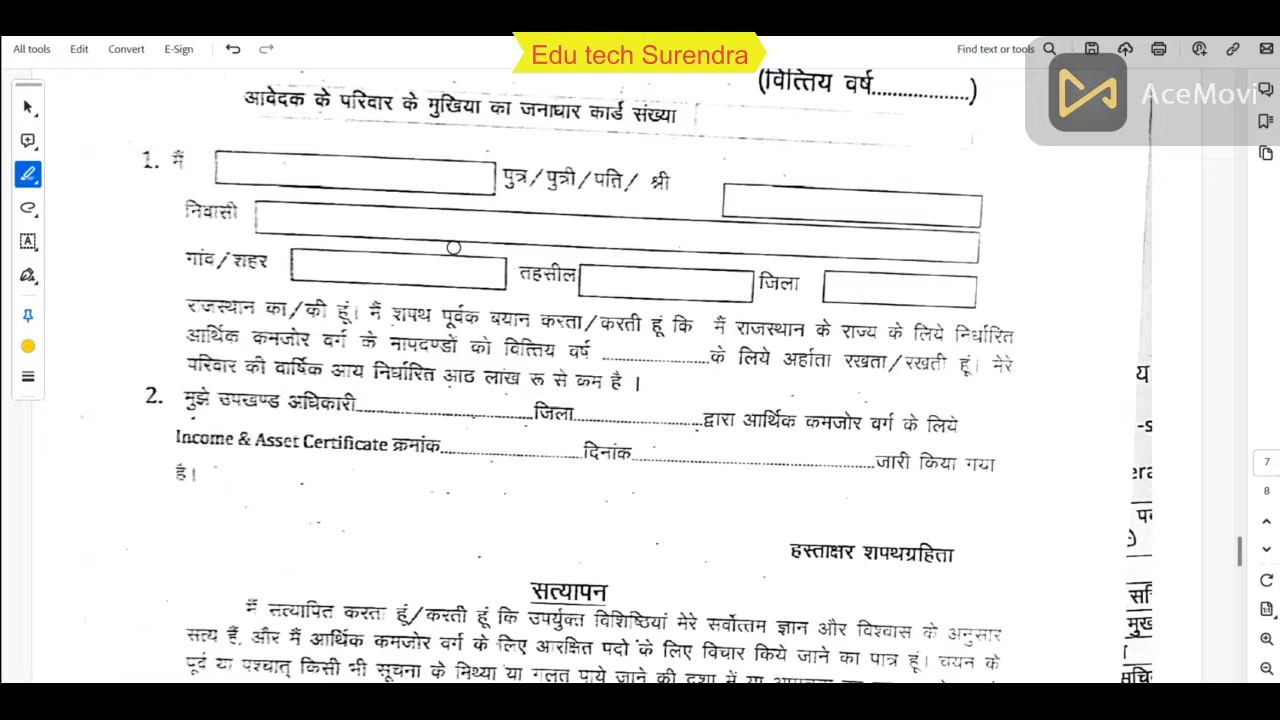 Edu tech Surendra
All tools Edit Convert E-Sign Find text or tools
AceMovi
(वित्तिय वर्ष...................)
आवेदक के परिवार के मुखिया का जनाधार कार्ड संख्या
1. मैं पुत्र/पुत्री/पति/ श्री
निवासी
गांव/शहर तहसील जिला
राजस्थान का/की हूं। मैं शपथ पूर्वक बयान करता/करती हूं कि मैं राजस्थान के राज्य के लिये निर्धारित
आर्थिक कमजोर वर्ग के मापदण्डों को वित्तिय वर्ष .....................के लिये अर्हाता रखता/रखती हूं। मेरे
परिवार की वार्षिक आय निर्धारित आठ लाख रू से कम है ।
2. मुझे उपखण्ड अधिकारी...................................जिला..........................द्वारा आर्थिक कमजोर वर्ग के लिये
Income & Asset Certificate क्रमांक............................दिनांक................................................जारी किया गया
है।
हस्ताक्षर शपथग्रहिता
सत्यापन
मैं सत्यापित करता हूं/करती हूं कि उपर्युक्त विशिष्ठियां मेरे सर्वोत्तम ज्ञान और विश्वास के अनुसार
सत्य हैं, और मैं आर्थिक कमजोर वर्ग के लिए आरक्षित पदो के लिए विचार किये जाने का पात्र हूं। चयन के
पूर्व या पश्चात् किसी भी सूचना के मिथ्या या गलत पाये जाने की दशा में या
7
8